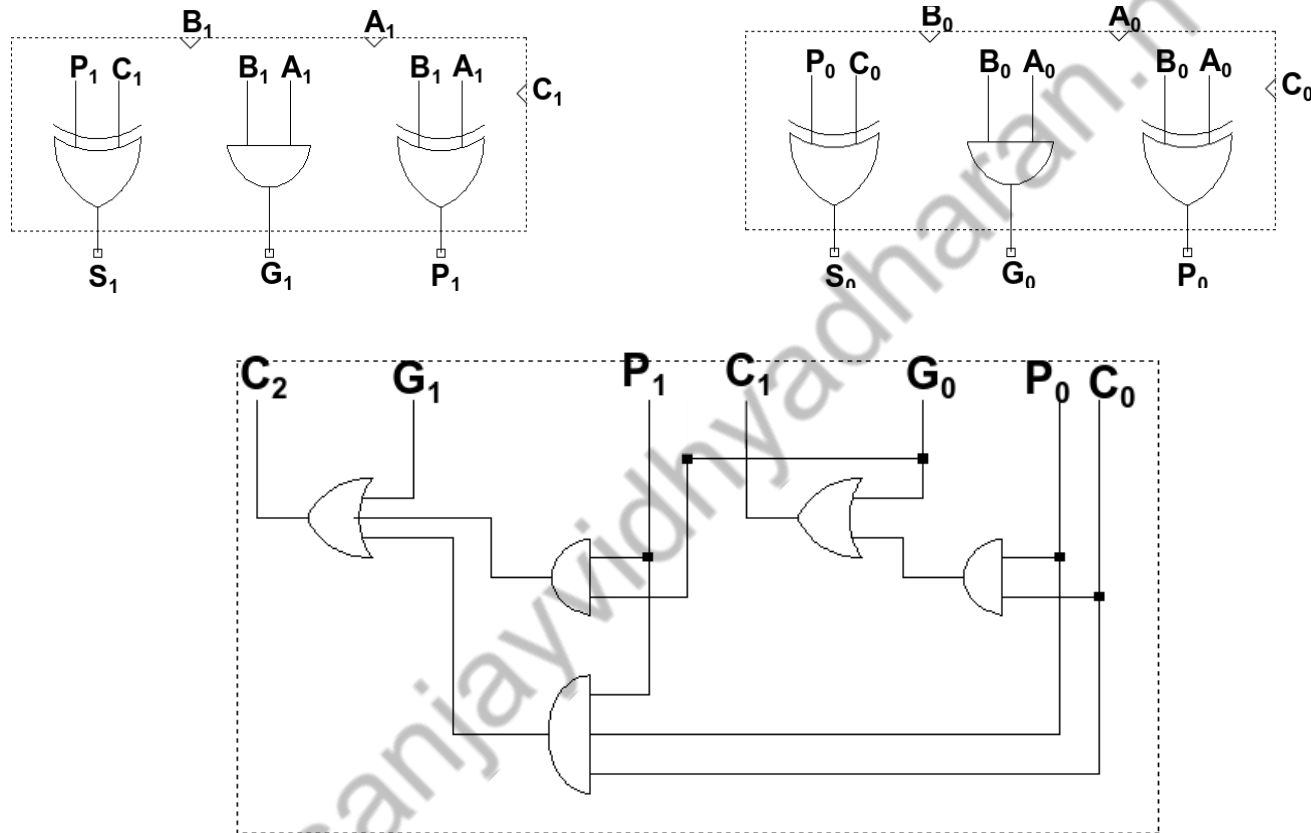 B₁ A₁ B₀ A₀
P₁ C₁ B₁ A₁ B₁ A₁ C₁ P₀ C₀ B₀ A₀ B₀ A₀ C₀
S₁ G₁ P₁ S₀ G₀ P₀
C₂ G₁ P₁ C₁ G₀ P₀ C₀
sanjayvidhyadharan.